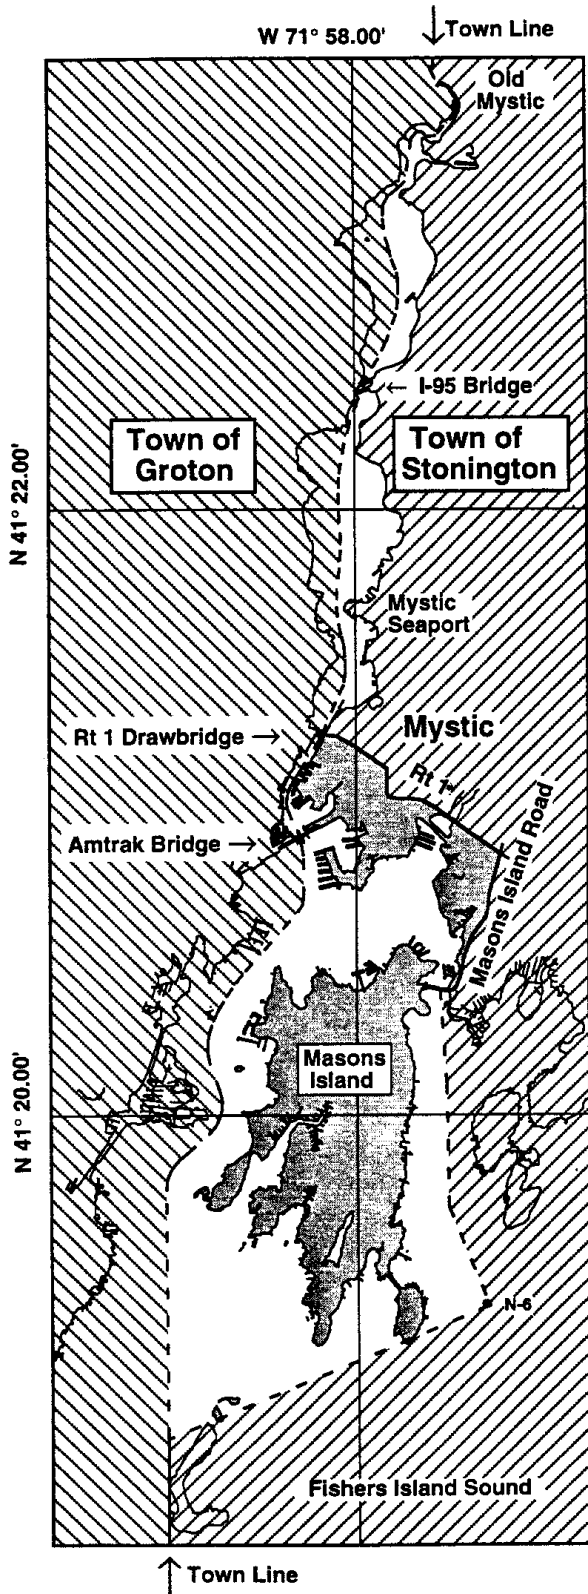 W 71° 58.00'
Town Line
Old
Mystic
I-95 Bridge
Town of
Groton
Town of
Stonington
N 41° 22.00'
Mystic
Seaport
Rt 1 Drawbridge
Mystic
Rt 1
Amtrak Bridge
Masons Island Road
Masons
Island
N 41° 20.00'
N-6
Fishers Island Sound
Town Line